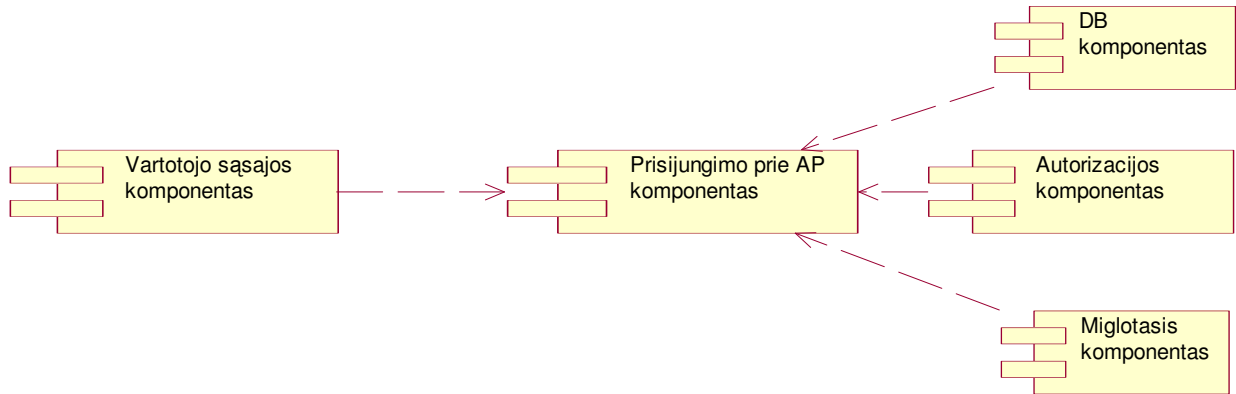 DB
komponentas
Vartotojo sąsajos
komponentas
Prisijungimo prie AP
komponentas
Autorizacijos
komponentas
Miglotasis
komponentas